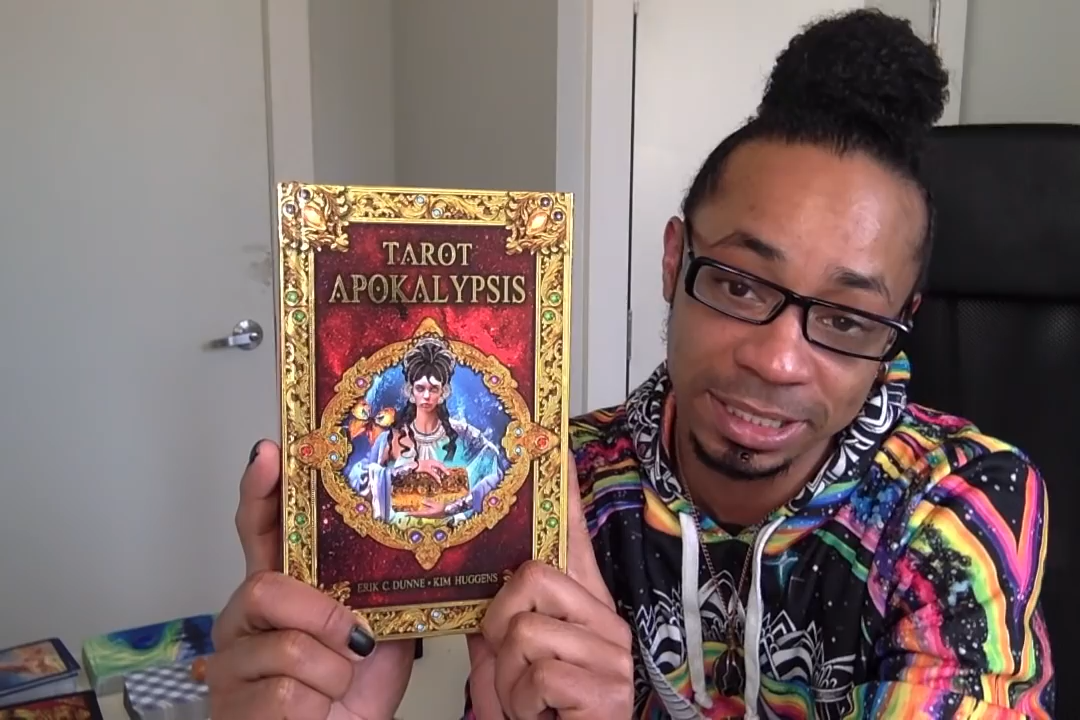 TAROT
APOKALYPSIS
ERIK C. DUNNE • KIM HUGGENS